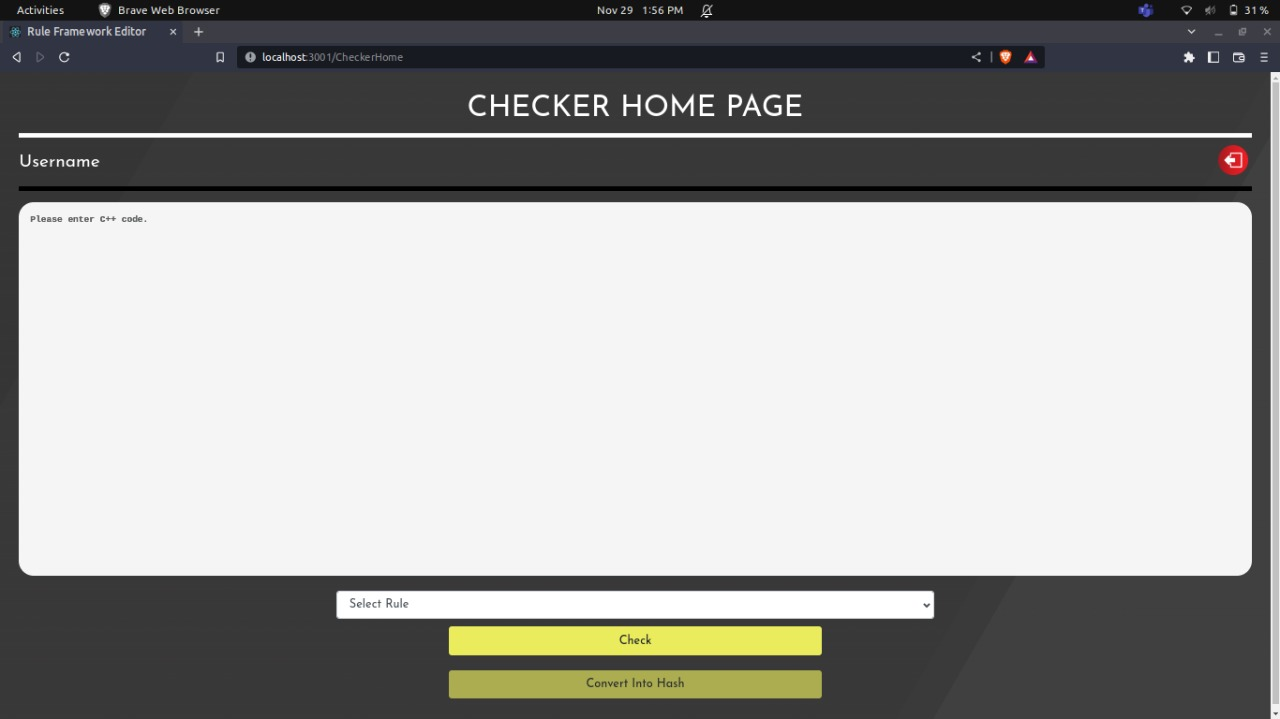 Activities Brave Web Browser Nov 29 1:56 PM 31%
Rule Framework Editor
localhost:3001/CheckerHome
CHECKER HOME PAGE
Username
Please enter C++ code.
Select Rule
Check
Convert Into Hash